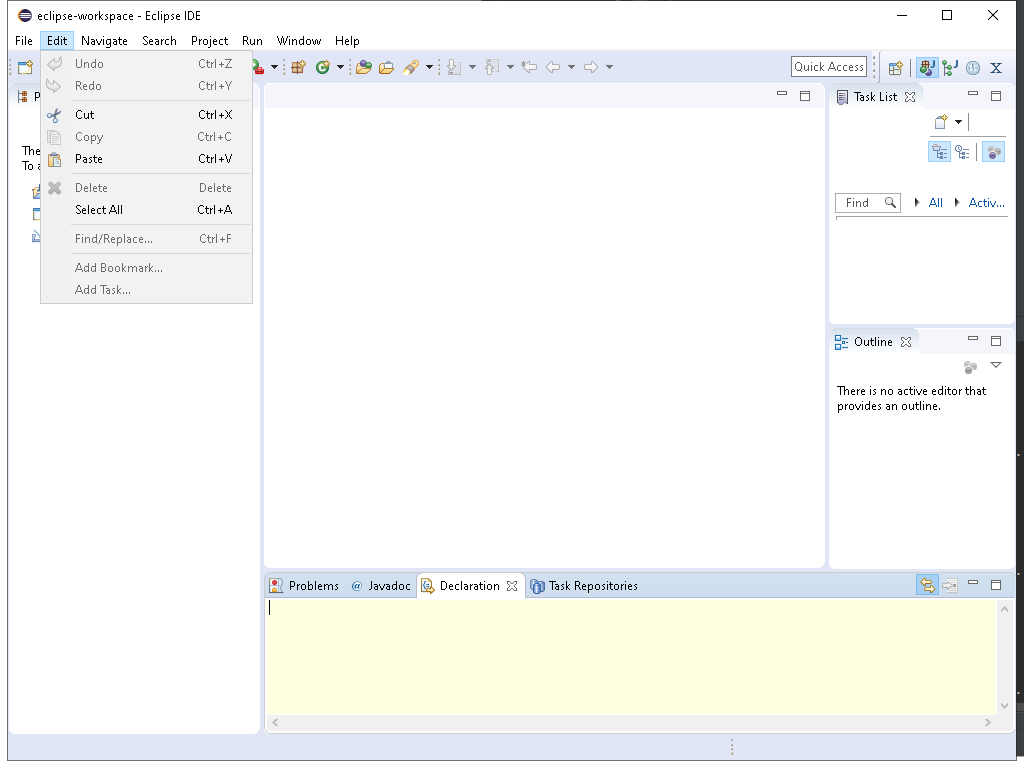 eclipse-workspace - Eclipse IDE
File Edit Navigate Search Project Run Window Help
Quick Access
Undo Ctrl+Z
Redo Ctrl+Y
Cut Ctrl+X
Copy Ctrl+C
Paste Ctrl+V
Delete Delete
Select All Ctrl+A
Find/Replace... Ctrl+F
Add Bookmark...
Add Task...
Task List
Find All Activ...
Outline
There is no active editor that
provides an outline.
Problems @ Javadoc Declaration Task Repositories